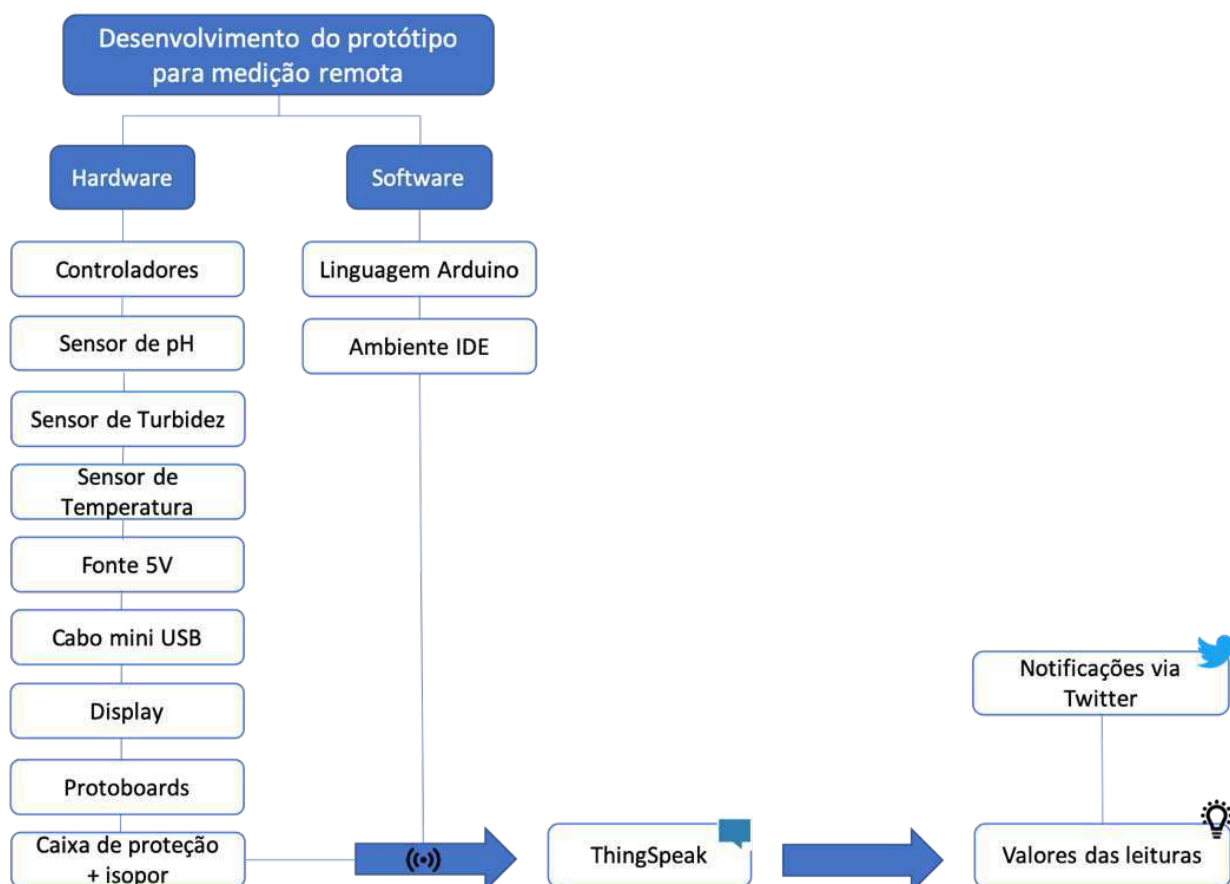 Desenvolvimento do protótipo
para medição remota
Hardware
Software
Controladores
Linguagem Arduino
Sensor de pH
Ambiente IDE
Sensor de Turbidez
Sensor de
Temperatura
Fonte 5V
Cabo mini USB
Display
Protoboards
Caixa de proteção
+ isopor
ThingSpeak
Notificações via
Twitter
Valores das leituras